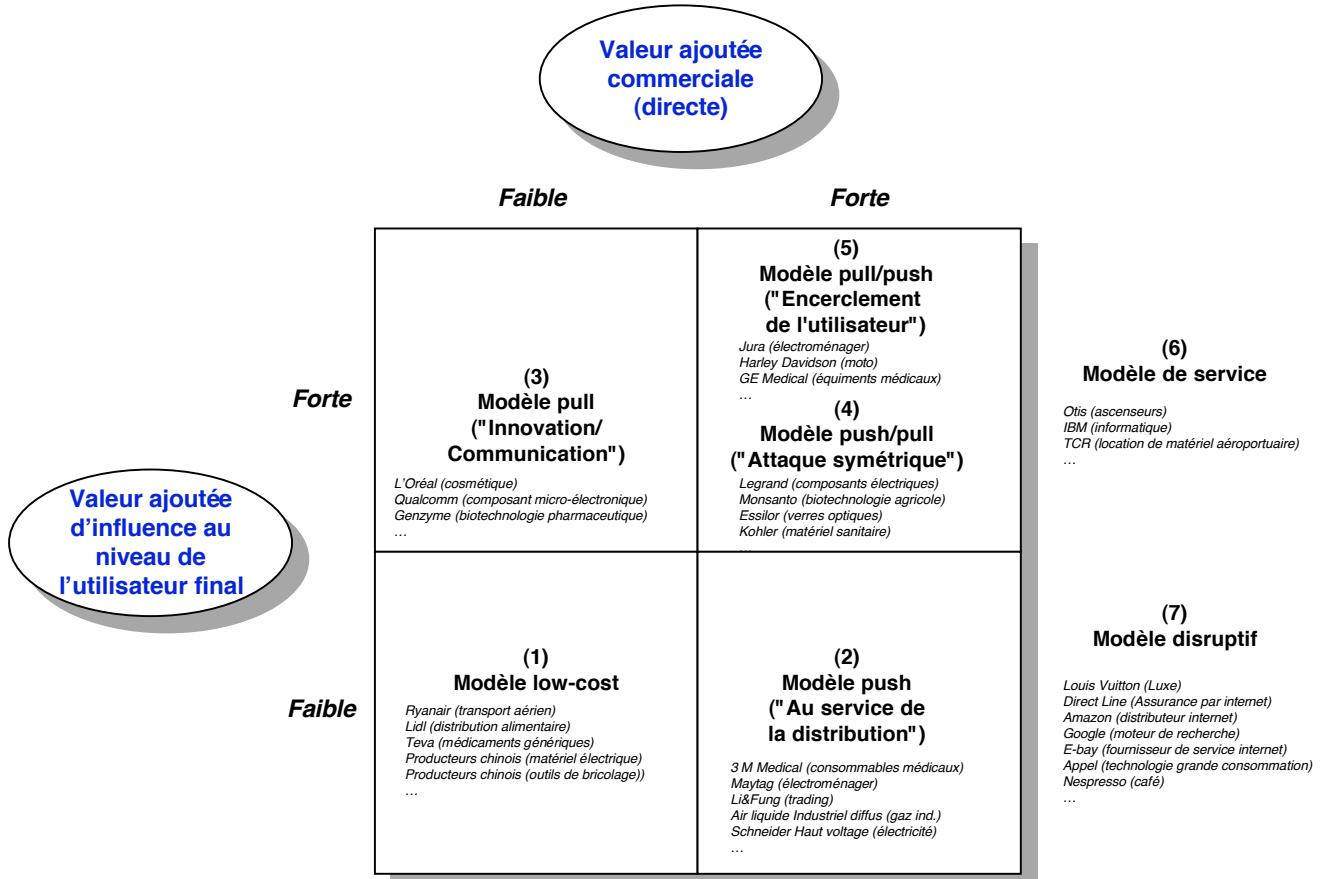 Valeur ajoutée
commerciale
(directe)
Faible
Forte
(5)
Modèle pull/push
("Encerclement
de l'utilisateur")
Jura (électroménager)
Harley Davidson (moto)
GE Medical (équiments médicaux)
…
(6)
Modèle de service
Otis (ascenseurs)
IBM (informatique)
TCR (location de matériel aéroportuaire)
…
Forte
(3)
Modèle pull
("Innovation/
Communication")
L'Oréal (cosmétique)
Qualcomm (composant micro-électronique)
Genzyme (biotechnologie pharmaceutique)
…
(4)
Modèle push/pull
("Attaque symétrique")
Legrand (composants électriques)
Monsanto (biotechnologie agricole)
Essilor (verres optiques)
Kohler (matériel sanitaire)
…
Valeur ajoutée
d'influence au
niveau de
l'utilisateur final
Faible
(1)
Modèle low-cost
Ryanair (transport aérien)
Lidl (distribution alimentaire)
Teva (médicaments génériques)
Producteurs chinois (matériel électrique)
Producteurs chinois (outils de bricolage))
…
(2)
Modèle push
("Au service de
la distribution")
3 M Medical (consommables médicaux)
Maytag (électroménager)
Li&Fung (trading)
Air liquide Industriel diffus (gaz ind.)
Schneider Haut voltage (électricité)
…
(7)
Modèle disruptif
Louis Vuitton (Luxe)
Direct Line (Assurance par internet)
Amazon (distributeur internet)
Google (moteur de recherche)
E-bay (fournisseur de service internet)
Appel (technologie grande consommation)
Nespresso (café)
…